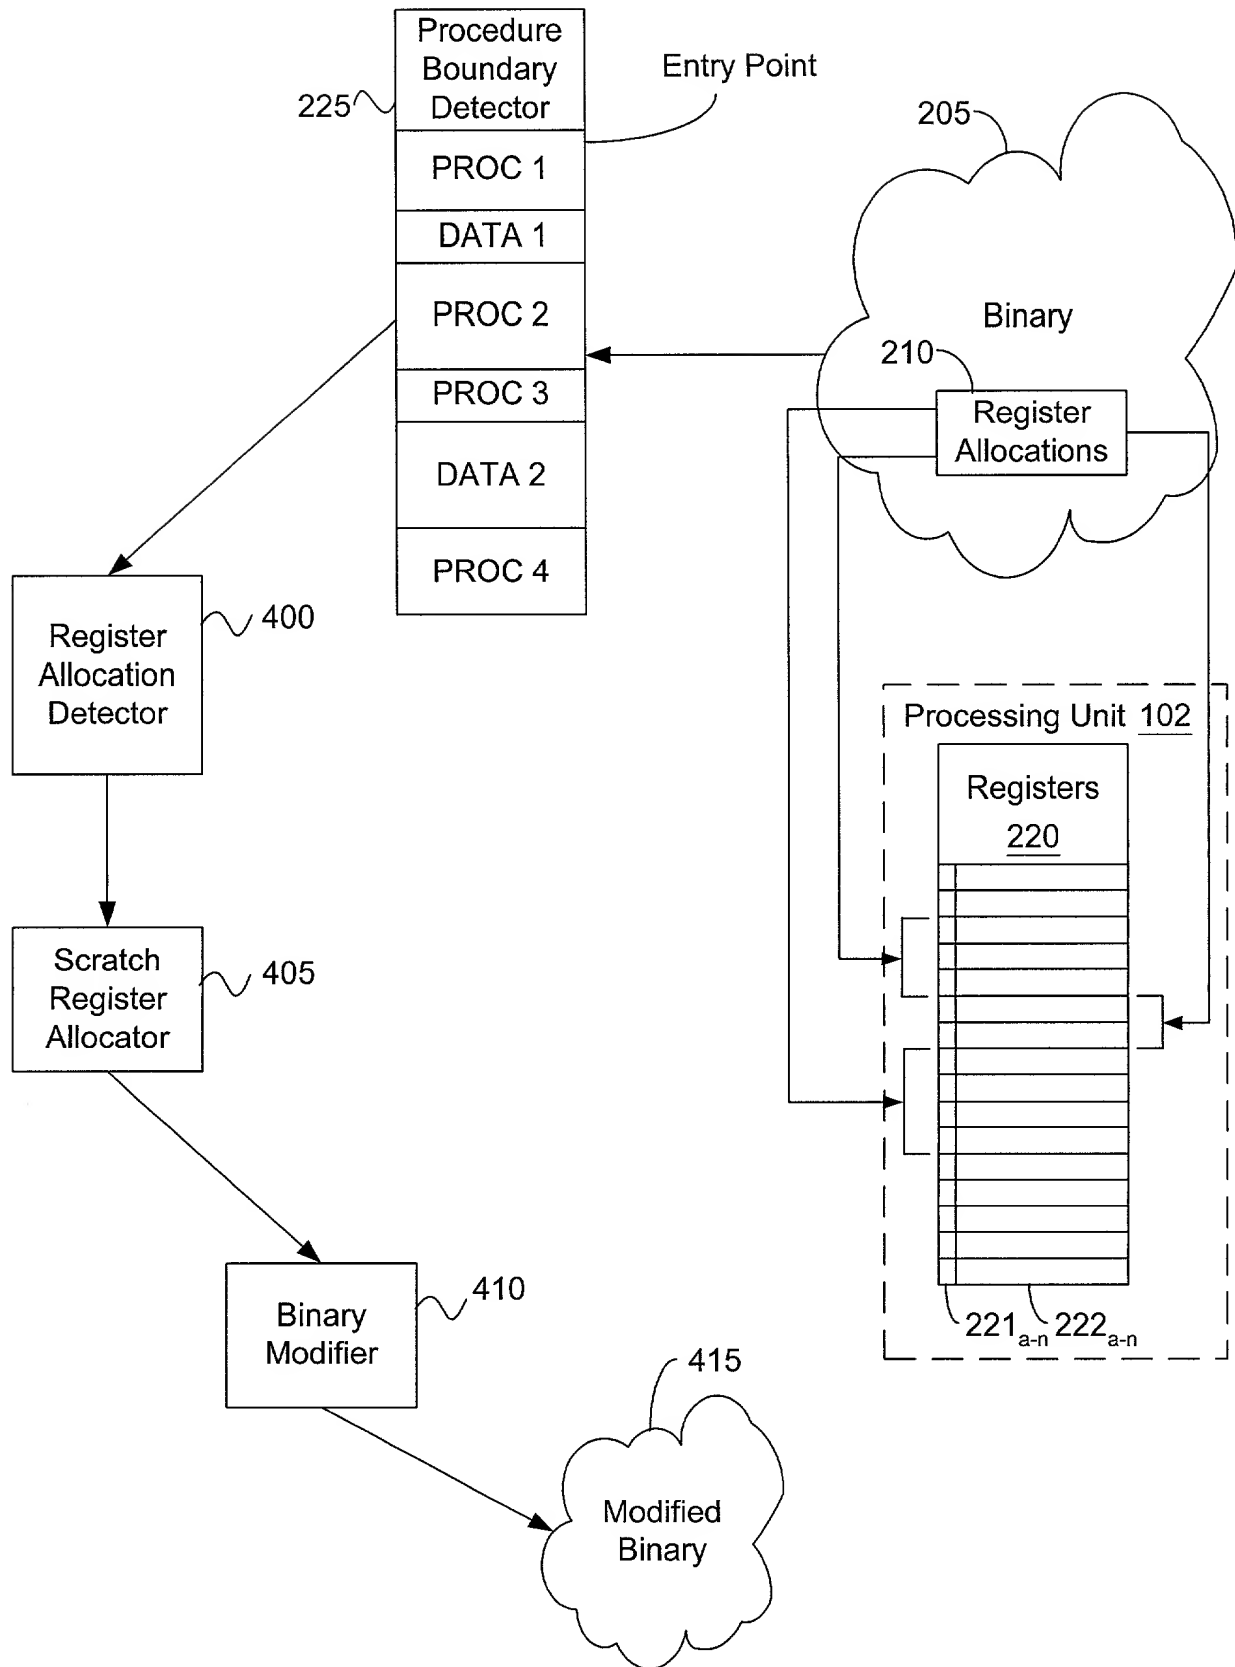 Procedure
Boundary
Detector
225
Entry Point
PROC 1
DATA 1
PROC 2
PROC 3
DATA 2
PROC 4
205
Binary
210
Register
Allocations
Register
Allocation
Detector
400
Processing Unit 102
Registers
220
Scratch
Register
Allocator
405
Binary
Modifier
410
221a-n 222a-n
415
Modified
Binary